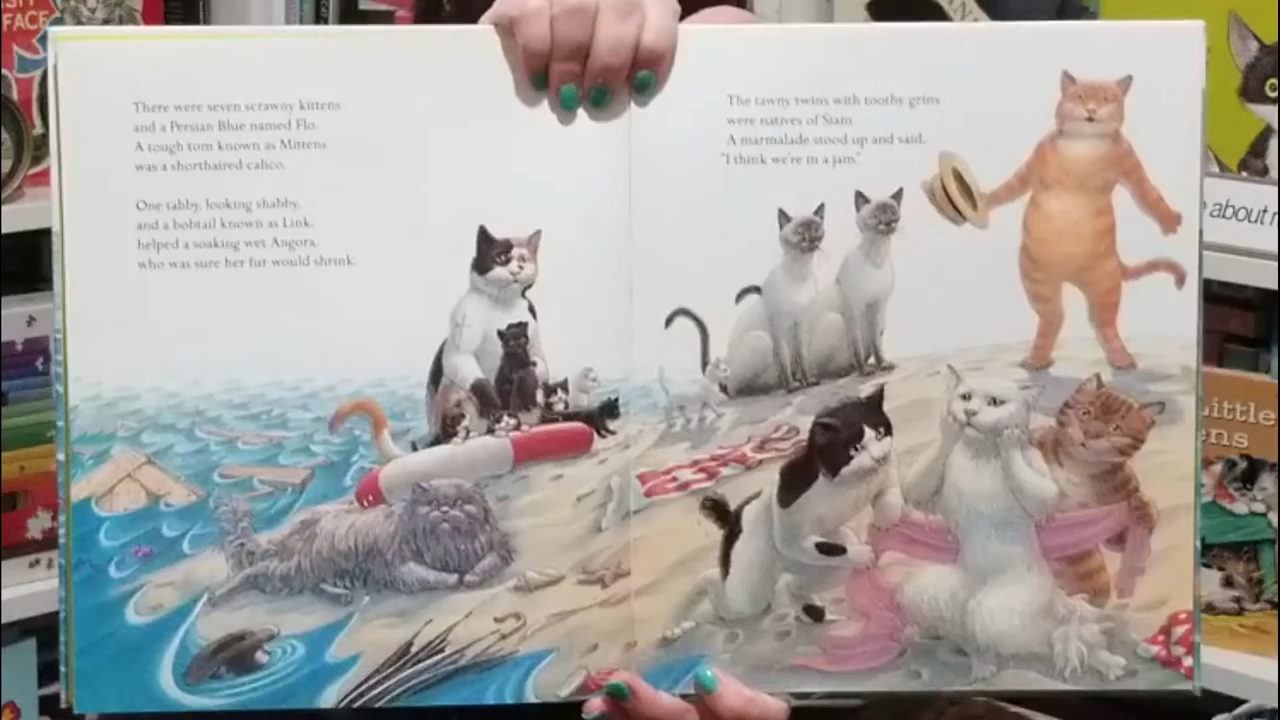 FACE
There were seven scrawny kittens
and a Persian Blue named Flo.
A tough tom known as Mittens
was a shorthaired calico.
One tabby, looking shabby,
and a bobtail known as Link,
helped a soaking wet Angora,
who was sure her fur would shrink.
The tawny twins with toothy grins
were natives of Siam.
A marmalade stood up and said,
"I think we're in a jam."
about
Little